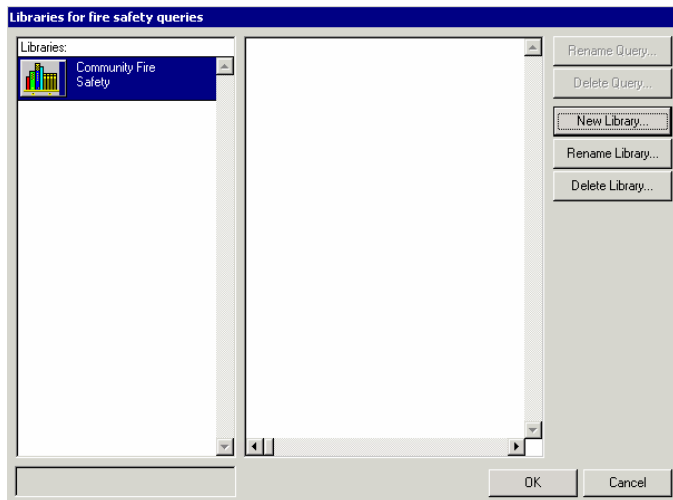 Libraries for fire safety queries
Libraries:
Community Fire
Safety
Rename Query...
Delete Query...
New Library...
Rename Library...
Delete Library...
OK
Cancel